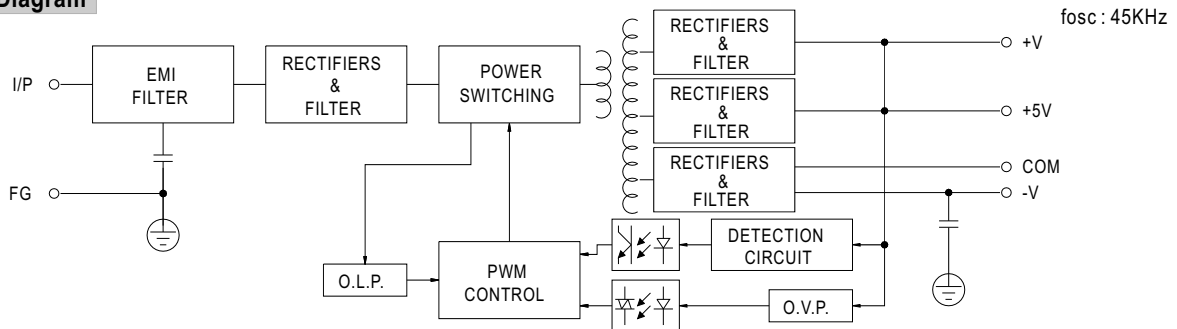 Diagram
fosc : 45KHz
I/P
EMI
FILTER
RECTIFIERS
&
FILTER
POWER
SWITCHING
RECTIFIERS
&
FILTER
+V
RECTIFIERS
&
FILTER
+5V
RECTIFIERS
&
FILTER
COM
-V
FG
O.L.P.
PWM
CONTROL
DETECTION
CIRCUIT
O.V.P.